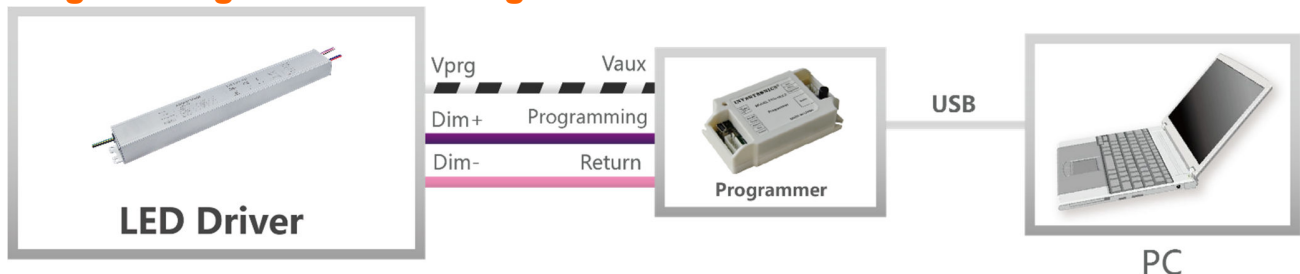 Vprg Vaux
Dim+ Programming
Dim- Return
USB
Programmer
LED Driver
PC